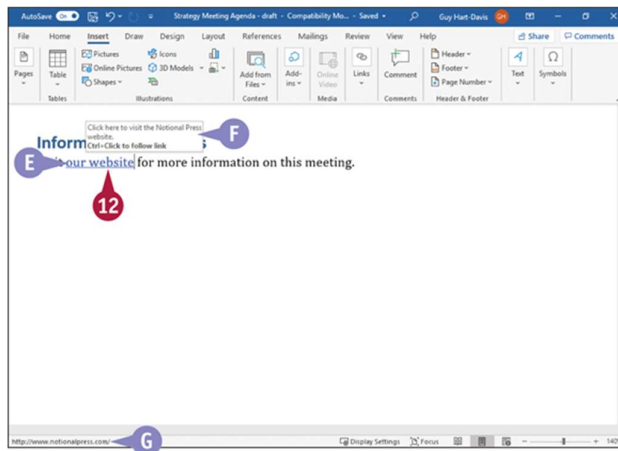 AutoSave On Strategy Meeting Agenda - draft - Compatibility Mo... - Saved Guy Hart-Davis GH
File Home Insert Draw Design Layout References Mailings Review View Help Share Comments
Pages
Table
Tables
Pictures
Online Pictures
Shapes
Icons
3D Models
Illustrations
Add from
Files
Content
Add-
ins
Online
Video
Media
Links
Comment
Comments
Header
Footer
Page Number
Header & Footer
Text
Symbols
Click here to visit the Notional Press
website.
Ctrl+Click to follow link
F
Inform s
E it our website for more information on this meeting.
12
http://www.notionalpress.com/ G Display Settings Focus 140%